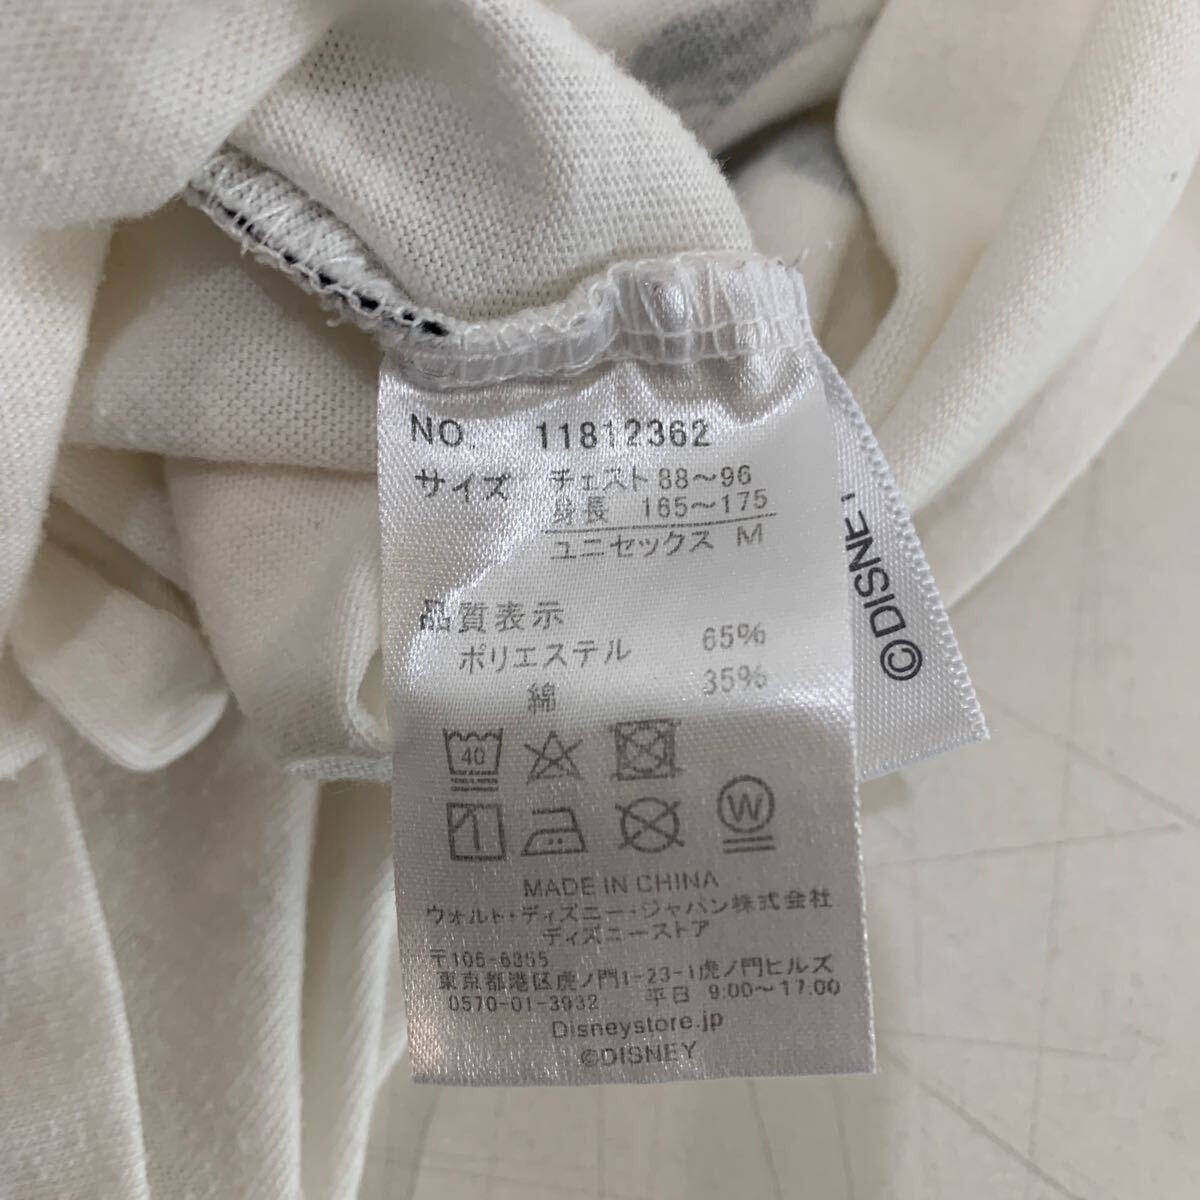 NO. 11812362
サイズ チェスト 88～96
身長 165～175
ユニセックス M
品質表示
ポリエステル 65%
綿 35%
40
W
MADE IN CHINA
ウォルト・ディズニー・ジャパン株式会社
ディズニーストア
〒105-6355
東京都港区虎ノ門1-23-1虎ノ門ヒルズ
0570-01-3932 平日 9:00～17:00
Disneystore.jp
©DISNEY
©DISNEY